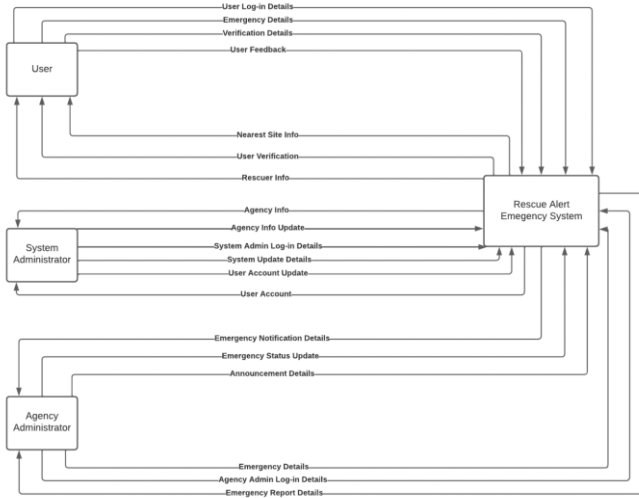 User Log-in Details
Emergency Details
Verification Details
User Feedback
User
Nearest Site Info
User Verification
Rescuer Info
Rescue Alert
Emegency System
Agency Info
Agency Info Update
System
Administrator
System Admin Log-in Details
System Update Details
User Account Update
User Account
Emergency Notification Details
Emergency Status Update
Announcement Details
Agency
Administrator
Emergency Details
Agency Admin Log-in Details
Emergency Report Details